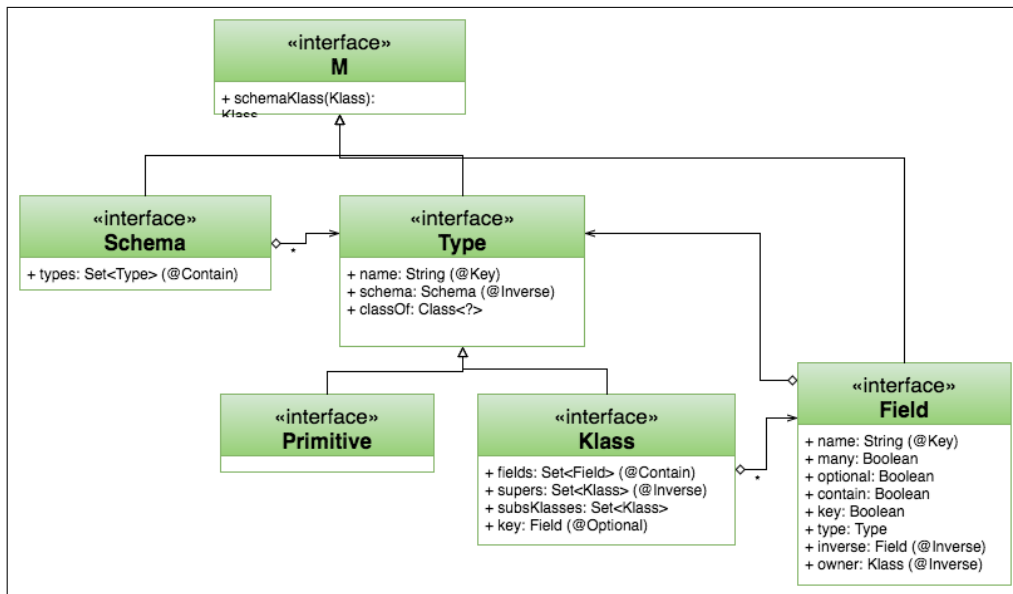 «interface»
M
+ schemaKlass(Klass):
Klass
«interface»
Schema
+ types: Set<Type> (@Contain)
*
«interface»
Type
+ name: String (@Key)
+ schema: Schema (@Inverse)
+ classOf: Class<?>
«interface»
Primitive
«interface»
Klass
+ fields: Set<Field> (@Contain)
+ supers: Set<Klass> (@Inverse)
+ subsKlasses: Set<Klass>
+ key: Field (@Optional)
*
«interface»
Field
+ name: String (@Key)
+ many: Boolean
+ optional: Boolean
+ contain: Boolean
+ key: Boolean
+ type: Type
+ inverse: Field (@Inverse)
+ owner: Klass (@Inverse)